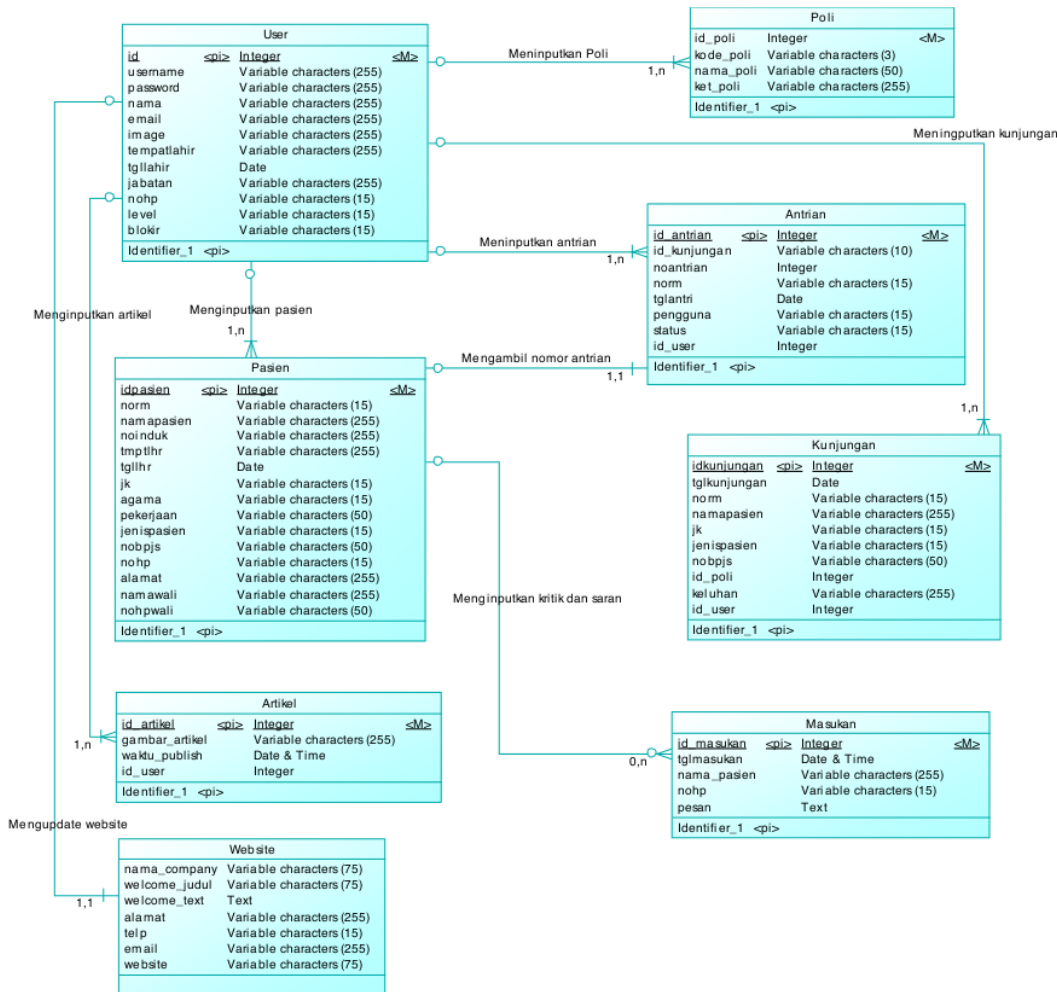 User
id <pi> Integer <M>
username Variable characters (255)
password Variable characters (255)
nama Variable characters (255)
email Variable characters (255)
image Variable characters (255)
tempatlahir Variable characters (255)
tgllahir Date
jabatan Variable characters (255)
nohp Variable characters (15)
level Variable characters (15)
blokir Variable characters (15)
Identifier_1 <pi>
Meninputkan Poli
1,n
Poli
id_poli Integer <M>
kode_poli Variable characters (3)
nama_poli Variable characters (50)
ket_poli Variable characters (255)
Identifier_1 <pi>
Meningputkan kunjungan
1,n
Meninputkan antrian
1,n
Antrian
id_antrian <pi> Integer <M>
id_kunjungan Variable characters (10)
noantrian Integer
norm Variable characters (15)
tglantri Date
pengguna Variable characters (15)
status Variable characters (15)
id_user Integer
Identifier_1 <pi>
Menginputkan artikel
Menginputkan pasien
1,n
Mengambil nomor antrian
1,1
Pasien
idpasien <pi> Integer <M>
norm Variable characters (15)
namapasien Variable characters (255)
noinduk Variable characters (255)
tmptlhr Variable characters (255)
tgllhr Date
jk Variable characters (15)
agama Variable characters (15)
pekerjaan Variable characters (50)
jenispasien Variable characters (15)
nobpjs Variable characters (50)
nohp Variable characters (15)
alamat Variable characters (255)
namawali Variable characters (255)
nohpwali Variable characters (50)
Identifier_1 <pi>
Kunjungan
idkunjungan <pi> Integer <M>
tglkunjungan Date
norm Variable characters (15)
namapasien Variable characters (255)
jk Variable characters (15)
jenispasien Variable characters (15)
nobpjs Variable characters (50)
id_poli Integer
keluhan Variable characters (255)
id_user Integer
Identifier_1 <pi>
Menginputkan kritik dan saran
0,n
1,n
Artikel
id_artikel <pi> Integer <M>
gambar_artikel Variable characters (255)
waktu_publish Date & Time
id_user Integer
Identifier_1 <pi>
Masukan
id_masukan <pi> Integer <M>
tglmasukan Date & Time
nama_pasien Variable characters (255)
nohp Variable characters (15)
pesan Text
Identifier_1 <pi>
Mengupdate website
1,1
Website
nama_company Variable characters (75)
welcome_judul Variable characters (75)
welcome_text Text
alamat Variable characters (255)
telp Variable characters (15)
email Variable characters (255)
website Variable characters (75)